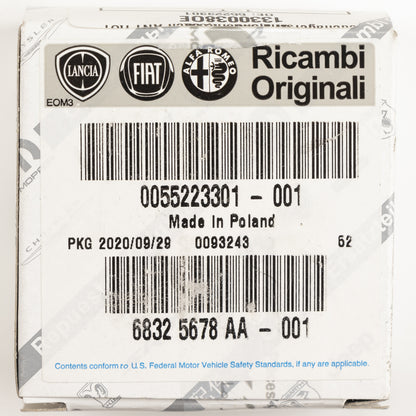 LANCIA
FIAT
ALFA ROMEO
Ricambi
Originali
EOM3
0055223301 - 001
Made In Poland
PKG 2020/09/29 0093243 62
6832 5678 AA - 001
Contents conform to U.S. Federal Motor Vehicle Safety Standards, if any are applicable.